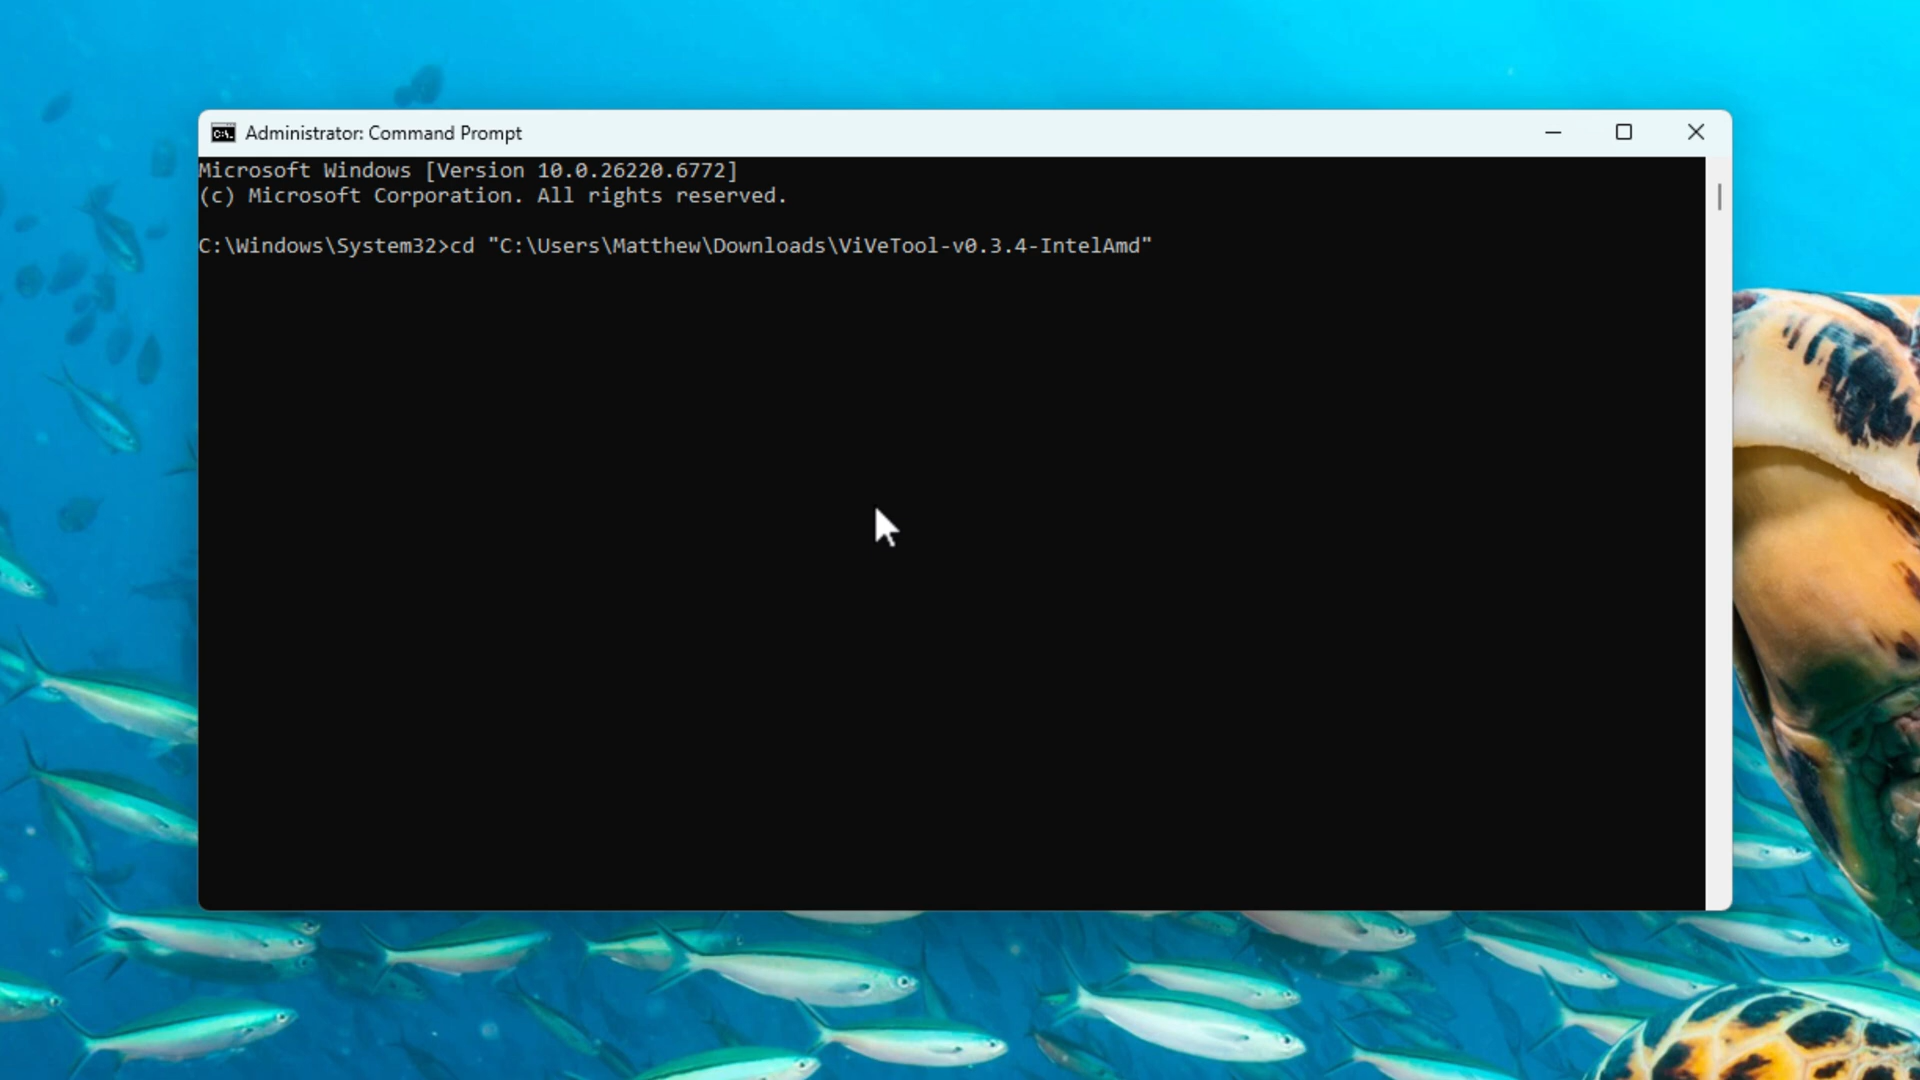 Administrator: Command Prompt
Microsoft Windows [Version 10.0.26220.6772]
(c) Microsoft Corporation. All rights reserved.
C:\Windows\System32>cd "C:\Users\Matthew\Downloads\ViVeTool-v0.3.4-IntelAmd"